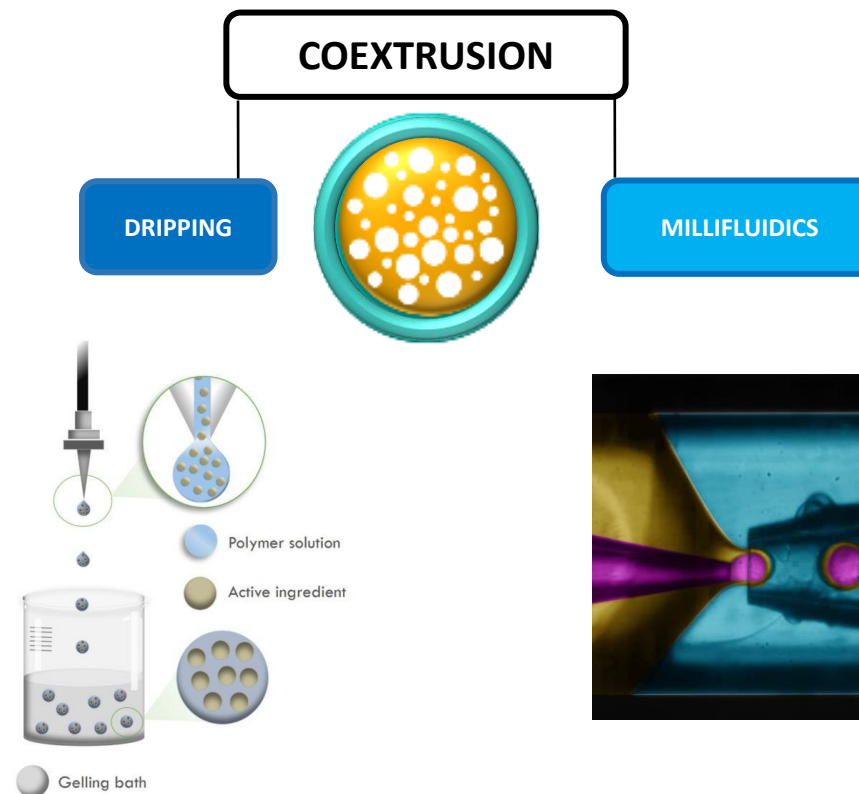 COEXTRUSION
DRIPPING
MILLIFLUIDICS
Polymer solution
Active ingredient
Gelling bath